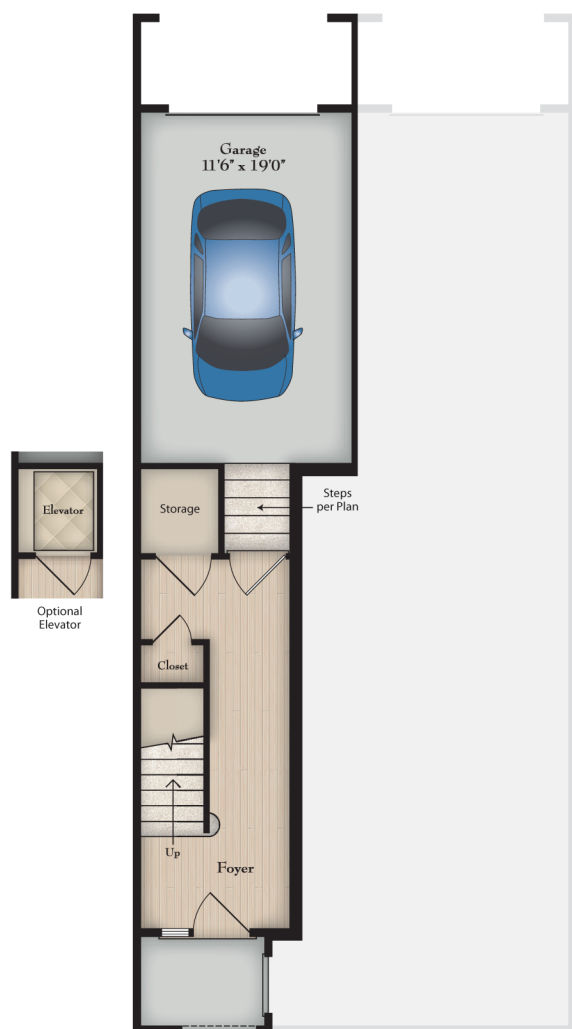 Garage
11'6" x 19'0"
Elevator
Optional
Elevator
Storage
Steps
per Plan
Closet
Up
Foyer